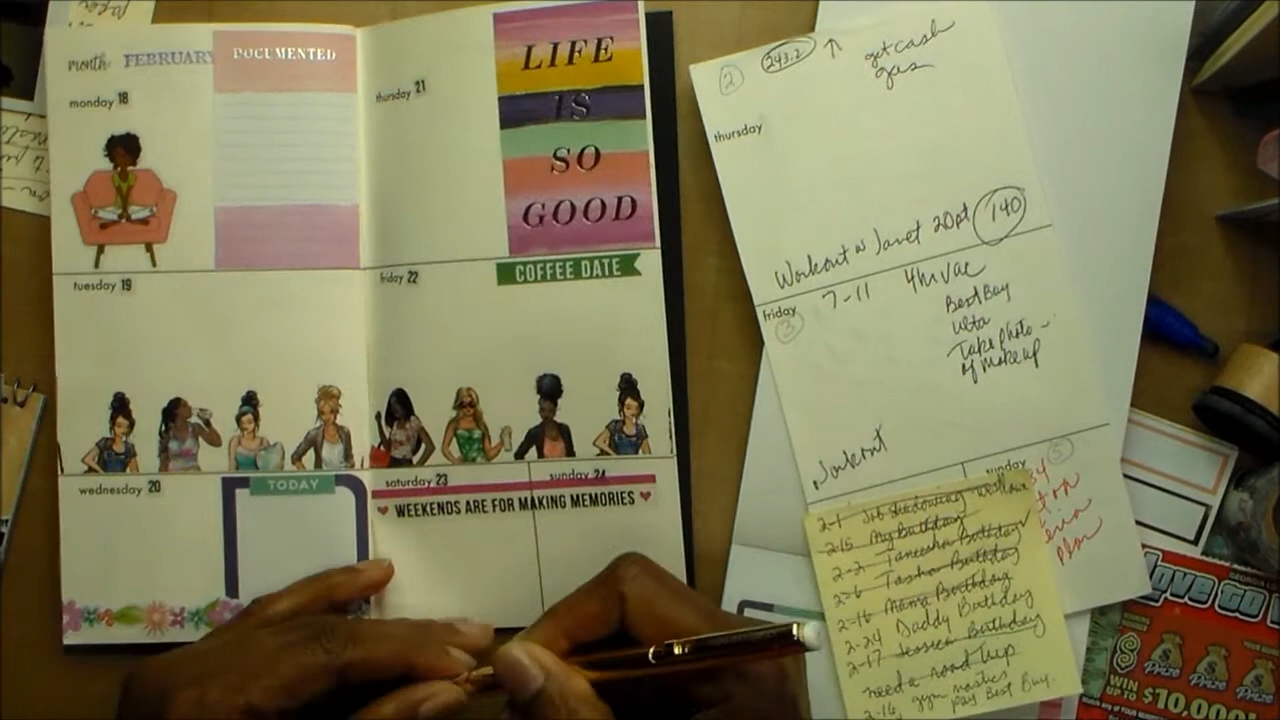 month FEBRUARY
DOCUMENTED
monday 18
tuesday 19
wednesday 20
TODAY
thursday 21
LIFE
IS
SO
GOOD
friday 22
COFFEE DATE
saturday 23
sunday 24
WEEKENDS ARE FOR MAKING MEMORIES
2
243.2
get cash
gas
thursday
Workout w Janet 20pt 140
friday
3
7-11 4hr vac
Best Buy
Ulta
Take photo
of makeup
Workout
sunday
5
2-1 Job shadowing
2-15 My Birthday
2-2 Taneesha Birthday
2-6 Tasha Birthday
2-16 Mama Birthday
2-24 Daddy Birthday
2-17 Jessica Birthday
need a road trip
gym
2-16 pay Best Buy
GEORGIA
Love to
$
Prize
Prize
Prize
WIN
UP TO $10,000!